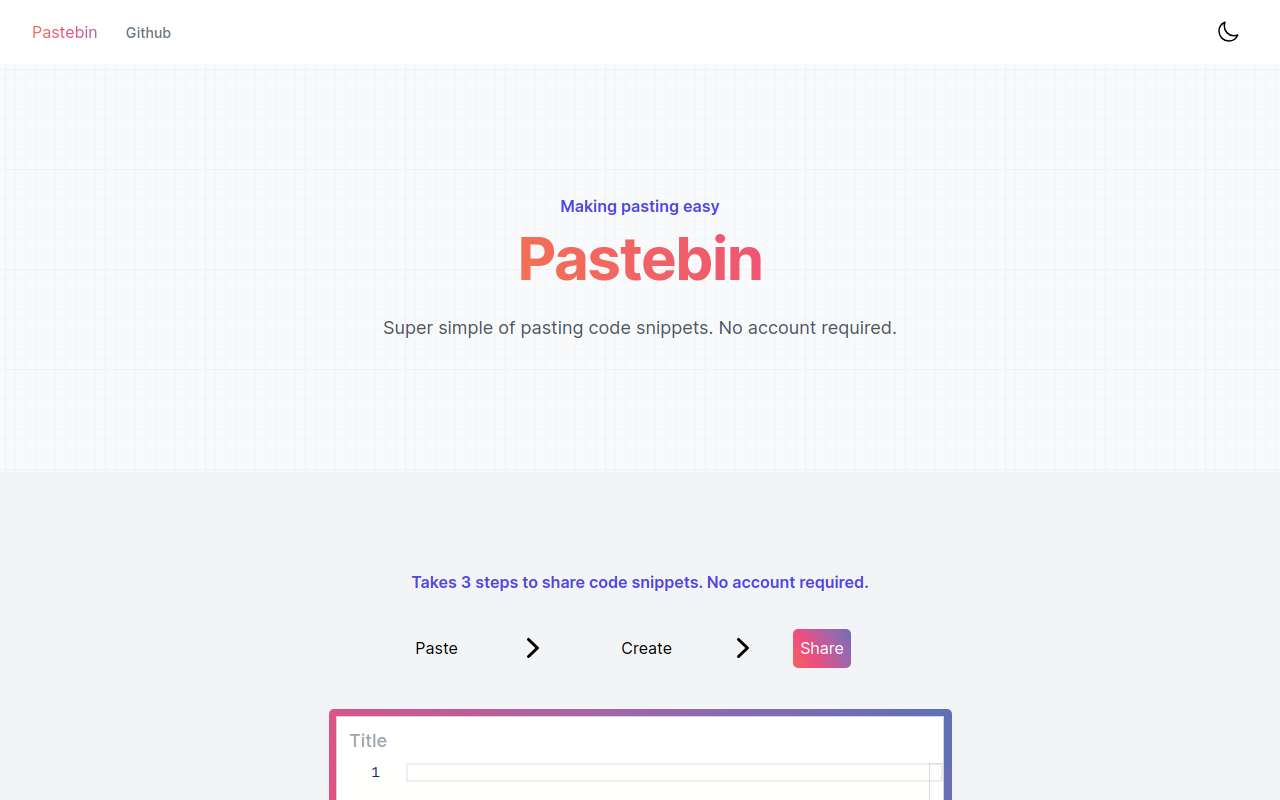 Pastebin Github
Making pasting easy
Pastebin
Super simple of pasting code snippets. No account required.
Takes 3 steps to share code snippets. No account required.
Paste Create Share
Title
1